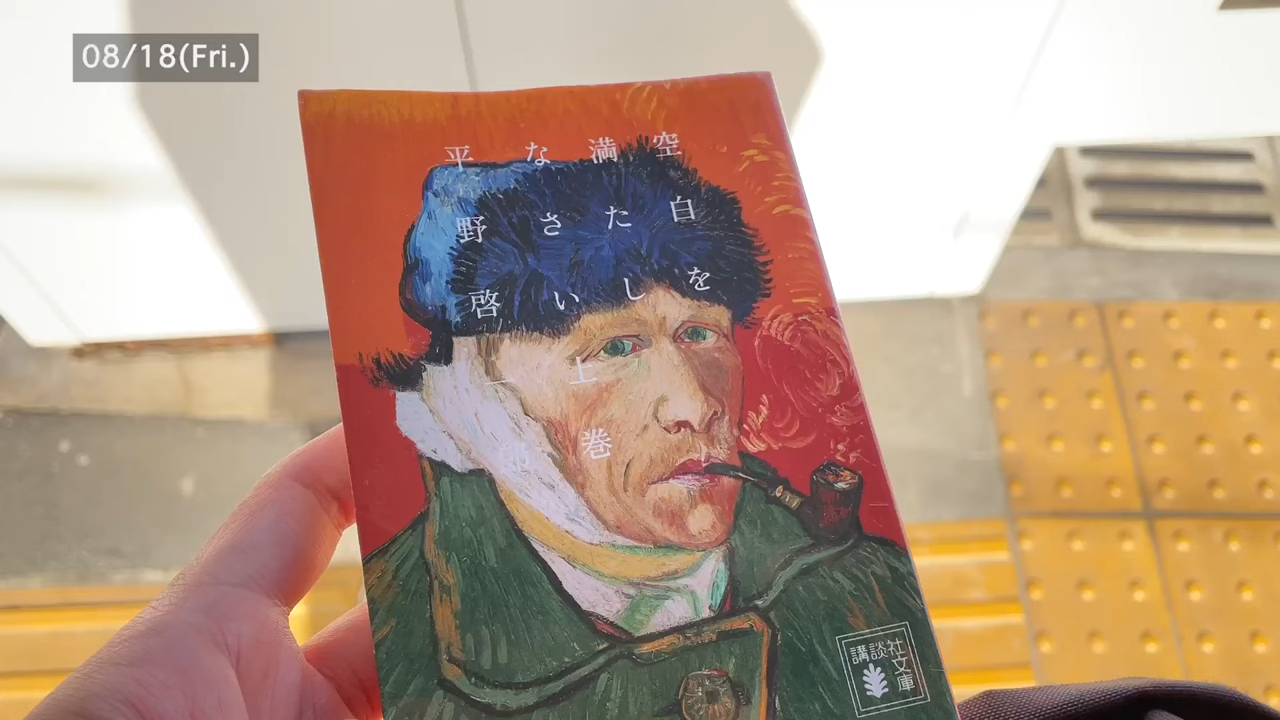 08/18(Fri.)
空白を
満たし
なさい 上巻
平野啓一郎
講談社
文庫